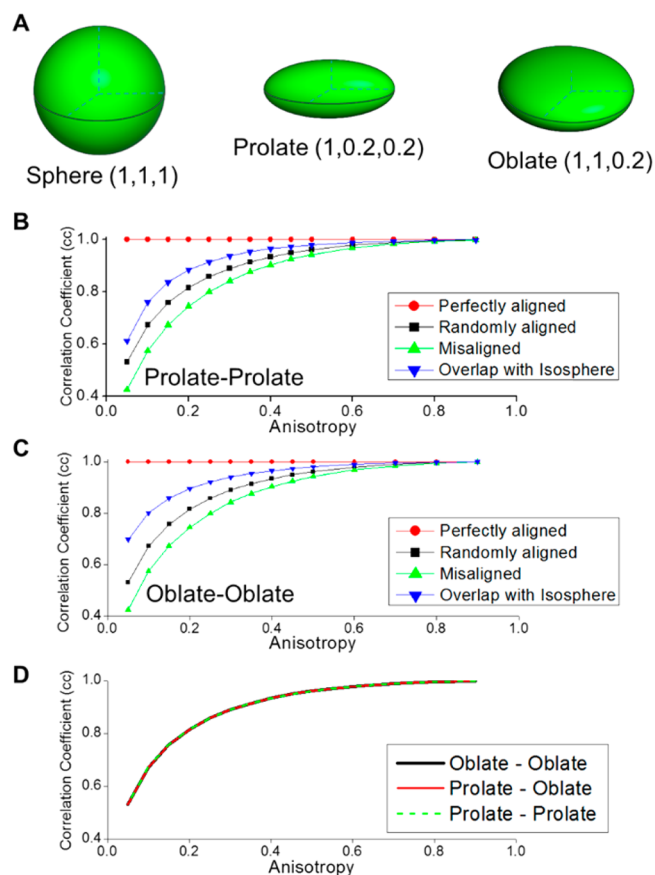 A
Sphere (1,1,1)
Prolate (1,0.2,0.2)
Oblate (1,1,0.2)
B
Correlation Coefficient (cc)
1.0
0.8
0.6
0.4
Perfectly aligned
Randomly aligned
Misaligned
Overlap with Isosphere
Prolate-Prolate
0.0 0.2 0.4 0.6 0.8 1.0
Anisotropy
C
Correlation Coefficient (cc)
1.0
0.8
0.6
0.4
Perfectly aligned
Randomly aligned
Misaligned
Overlap with Isosphere
Oblate-Oblate
0.0 0.2 0.4 0.6 0.8 1.0
Anisotropy
D
Correlation Coefficient (cc)
1.0
0.8
0.6
0.4
Oblate - Oblate
Prolate - Oblate
Prolate - Prolate
0.0 0.2 0.4 0.6 0.8 1.0
Anisotropy